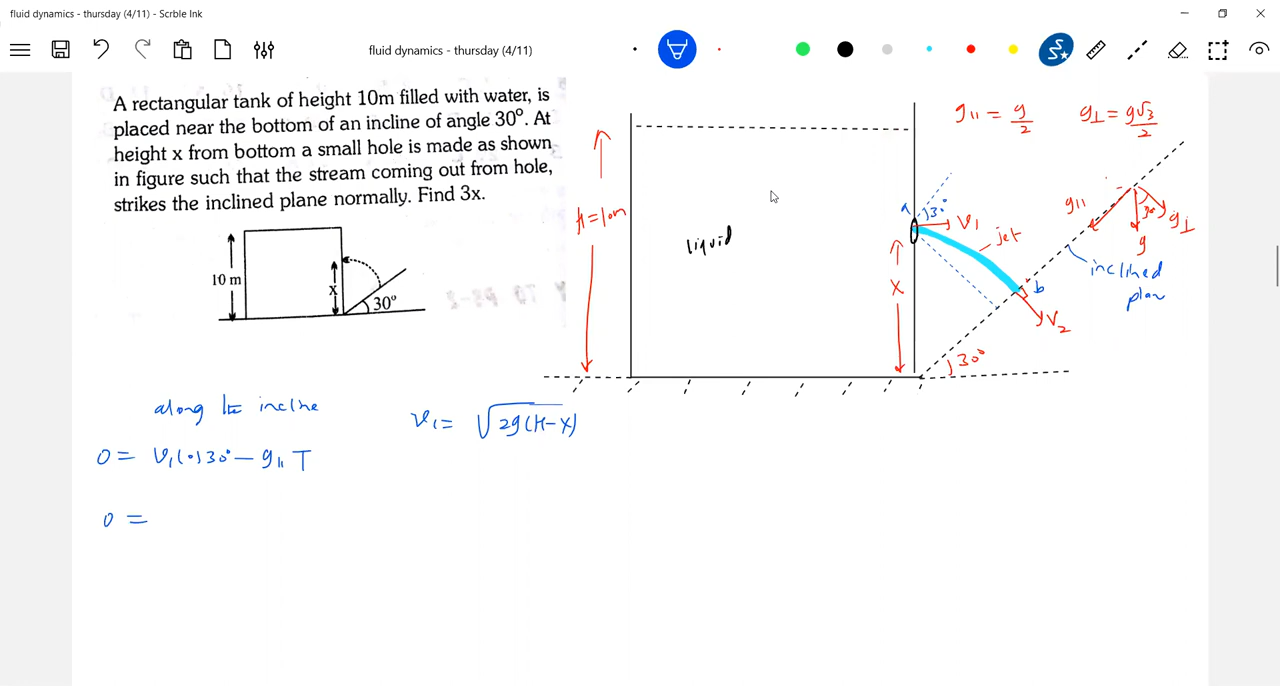 fluid dynamics - thursday (4/11) - Scrble Ink
fluid dynamics - thursday (4/11)
A rectangular tank of height 10m filled with water, is
placed near the bottom of an incline of angle 30°. At
height x from bottom a small hole is made as shown
in figure such that the stream coming out from hole,
strikes the inclined plane normally. Find 3x.
10 m
x
30°
H=10m
liquid
x
a
30°
V₁
jet
b
V₂
30°
inclined
plan
g∥ = g/2
g⊥ = g√3/2
g∥
30°
g⊥
g
along the incline
0 = V₁cos30° – g∥ T
V₁ = √2g(H-x)
0 =